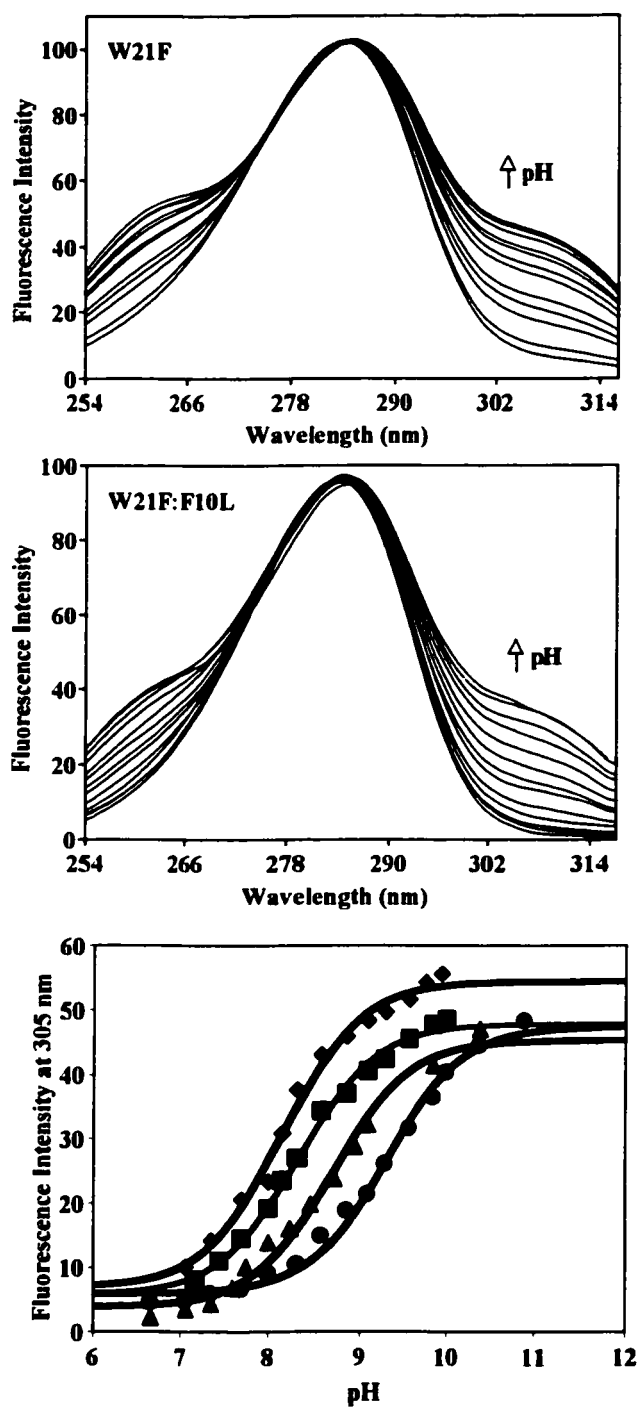 W21F
100
80
60
40
20
0
Fluorescence Intensity
pH
254 266 278 290 302 314
Wavelength (nm)
W21F:F10L
100
80
60
40
20
0
Fluorescence Intensity
pH
254 266 278 290 302 314
Wavelength (nm)
60
50
40
30
20
10
0
Fluorescence Intensity at 305 nm
6 7 8 9 10 11 12
pH